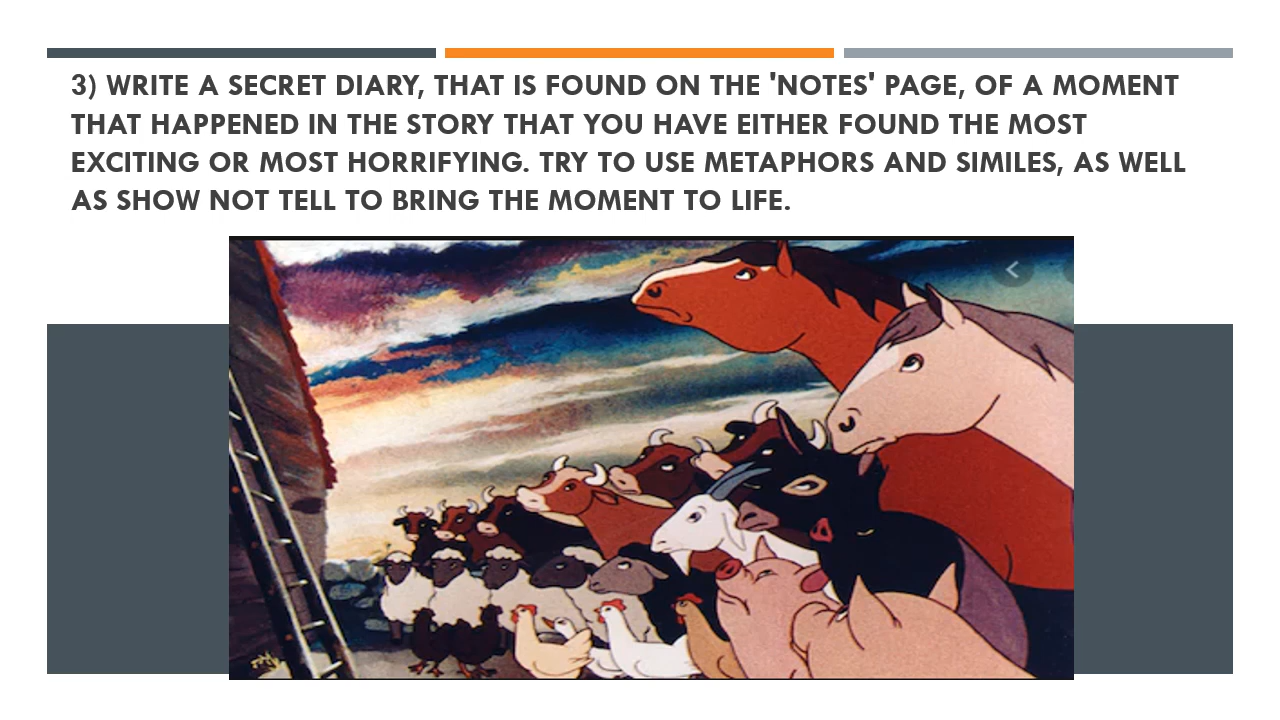 3) WRITE A SECRET DIARY, THAT IS FOUND ON THE 'NOTES' PAGE, OF A MOMENT
THAT HAPPENED IN THE STORY THAT YOU HAVE EITHER FOUND THE MOST
EXCITING OR MOST HORRIFYING. TRY TO USE METAPHORS AND SIMILES, AS WELL
AS SHOW NOT TELL TO BRING THE MOMENT TO LIFE.